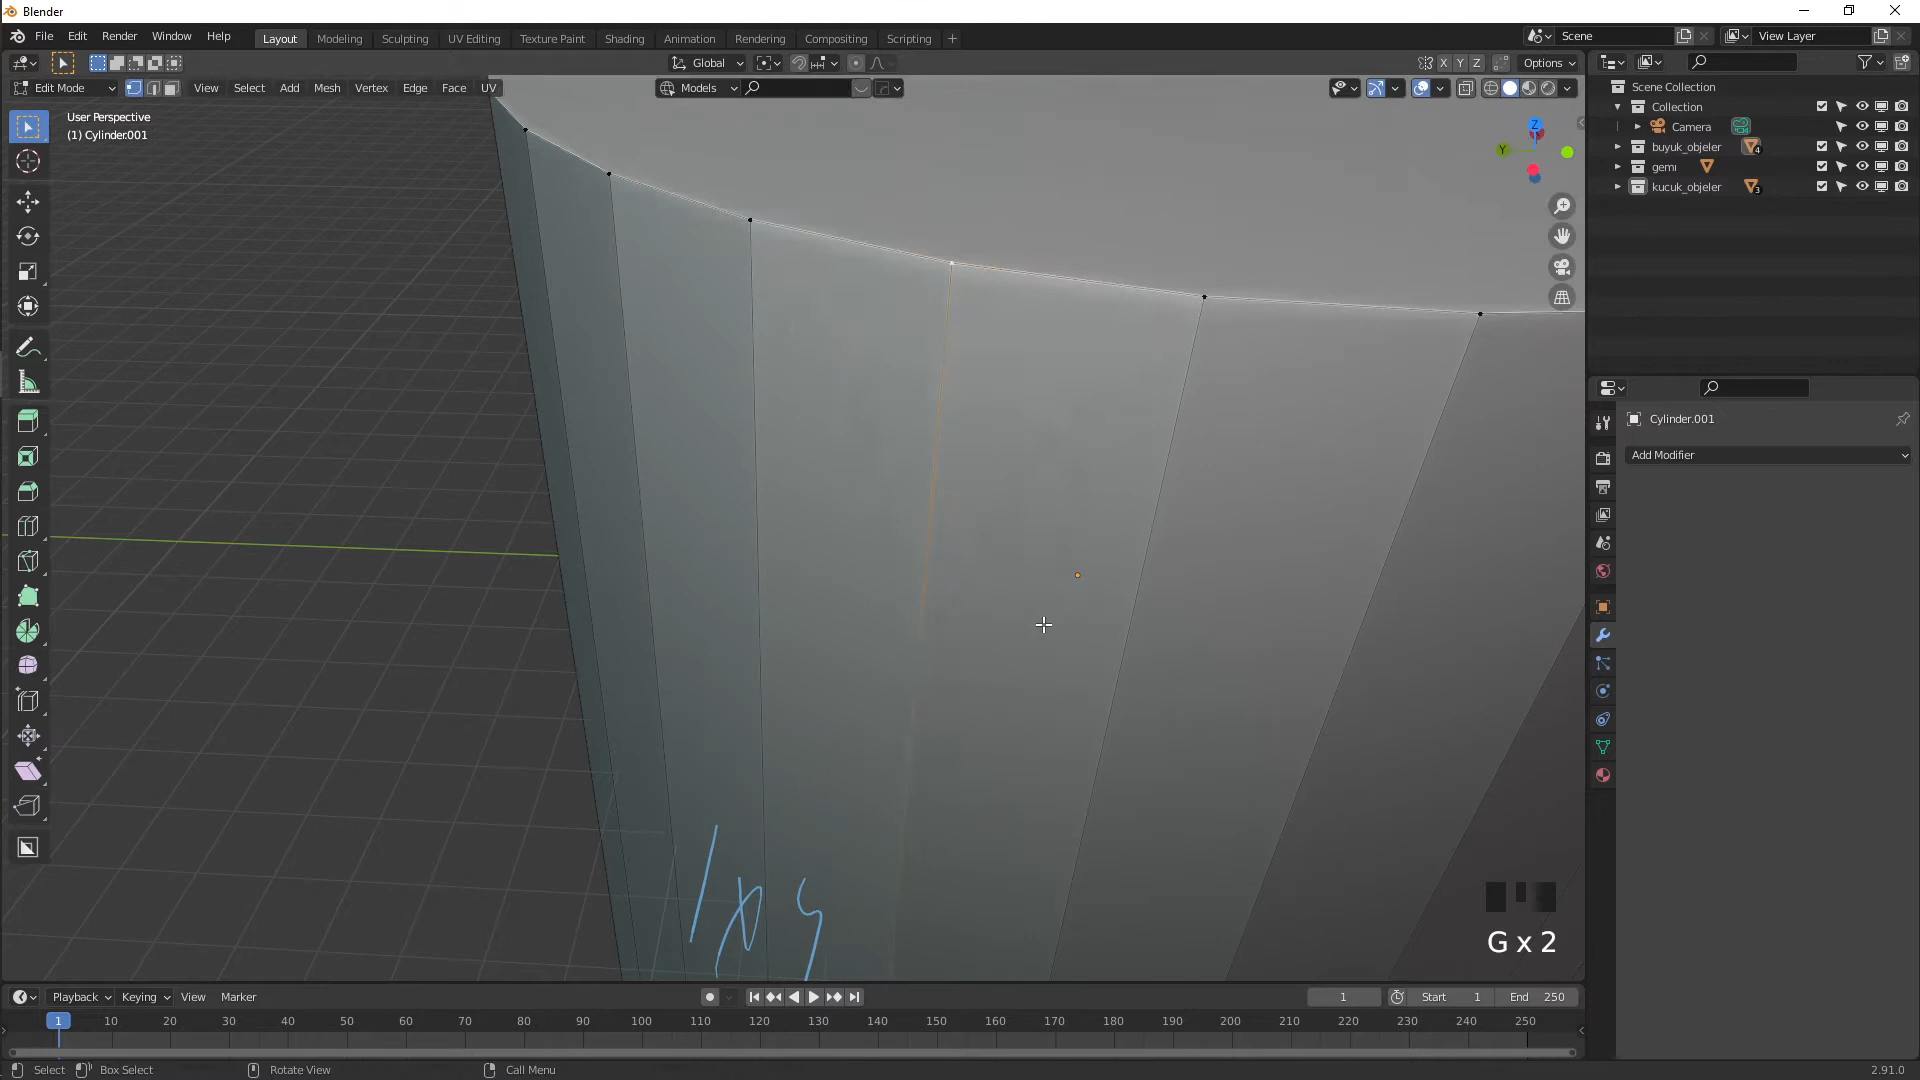 Blender
File Edit Render Window Help
Layout Modeling Sculpting UV Editing Texture Paint Shading Animation Rendering Compositing Scripting +
Scene
View Layer
Global
X Y Z
Options
Edit Mode
View Select Add Mesh Vertex Edge Face UV
Models
User Perspective
(1) Cylinder.001
Z
Y
Scene Collection
Collection
Camera
buyuk_objeler 4
gemi
kucuk_objeler 3
Cylinder.001
Add Modifier
G x 2
Playback Keying View Marker
1
Start 1
End 250
1 10 20 30 40 50 60 70 80 90 100 110 120 130 140 150 160 170 180 190 200 210 220 230 240 250
Select
Box Select
Rotate View
Call Menu
2.91.0